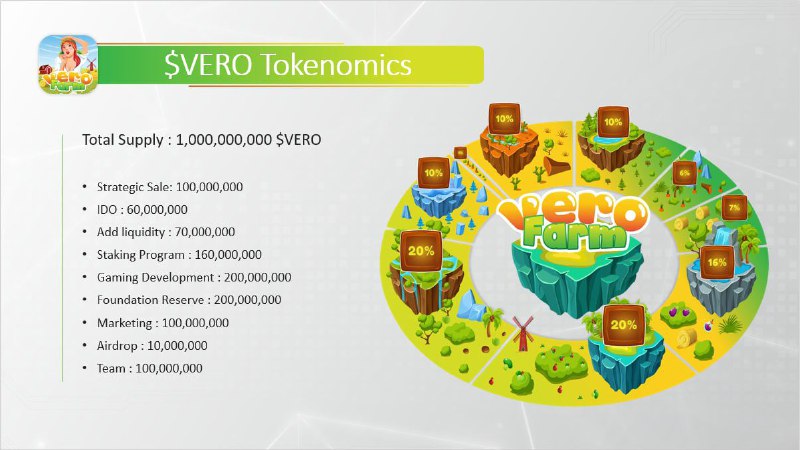 vero
Farm
$VERO Tokenomics
Total Supply : 1,000,000,000 $VERO
• Strategic Sale: 100,000,000
• IDO : 60,000,000
• Add liquidity : 70,000,000
• Staking Program : 160,000,000
• Gaming Development : 200,000,000
• Foundation Reserve : 200,000,000
• Marketing : 100,000,000
• Airdrop : 10,000,000
• Team : 100,000,000
10%
10%
6%
7%
16%
20%
20%
10%
vero
Farm